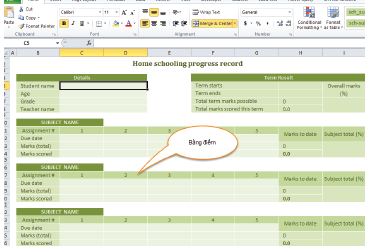 Cut
Copy
Format Painter
Clipboard
Calibri 11
B I U
Font
Wrap Text
Merge & Center
Alignment
General
$ % ,
Number
Conditional Formatting
Format as Table
C5 fx
A B C D E F G H I
Home schooling progress record
Details Term Result
Student name Term starts Overall marks (%)
Age Term ends
Grade Total term marks possible 0
Teacher name Total marks scored this term 0.0
SUBJECT NAME
Assignment # 1 2 3 4 5 Marks to date Subject total (%)
Due date
Marks (total) 0
Marks scored 0.0
Bảng điểm
SUBJECT NAME
Assignment # 1 2 3 4 5 Marks to date Subject total (%)
Due date
Marks (total) 0
Marks scored 0.0
SUBJECT NAME
Assignment # 1 2 3 4 5 Marks to date Subject total (%)
Due date
Marks (total) 0
Marks scored 0.0